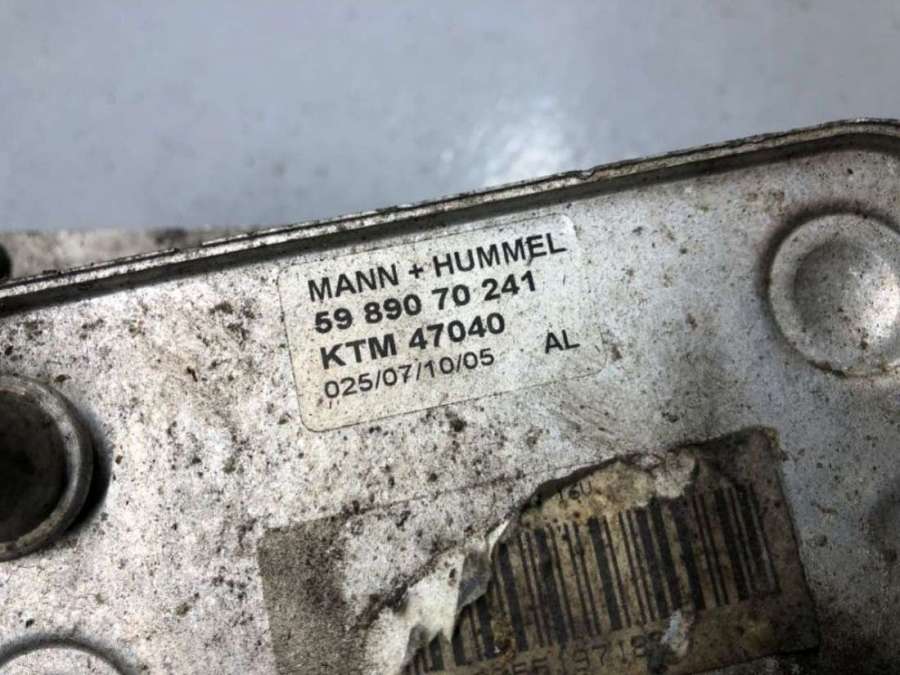 MANN + HUMMEL
59 890 70 241
KTM 47040
025/07/10/05 AL